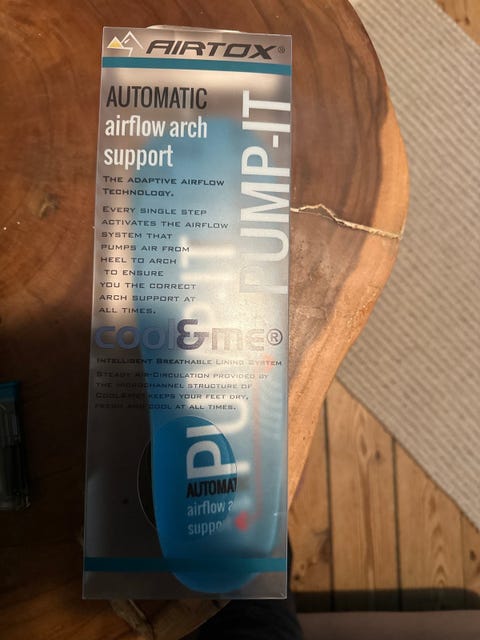 AIRTOX®
AUTOMATIC
airflow arch
support
PUMP-IT
THE ADAPTIVE AIRFLOW
TECHNOLOGY.
EVERY SINGLE STEP
ACTIVATES THE AIRFLOW
SYSTEM THAT
PUMPS AIR FROM
HEEL TO ARCH
TO ENSURE
YOU THE CORRECT
ARCH SUPPORT AT
ALL TIMES.
cool&me®
INTELLIGENT BREATHABLE LINING SYSTEM
STEADY AIR-CIRCULATION PROVIDED BY
THE MICROCHANNEL STRUCTURE OF
COOL&ME® KEEPS YOUR FEET DRY,
FRESH AND COOL AT ALL TIMES.
PU
AUTOMA
airflow a
suppo